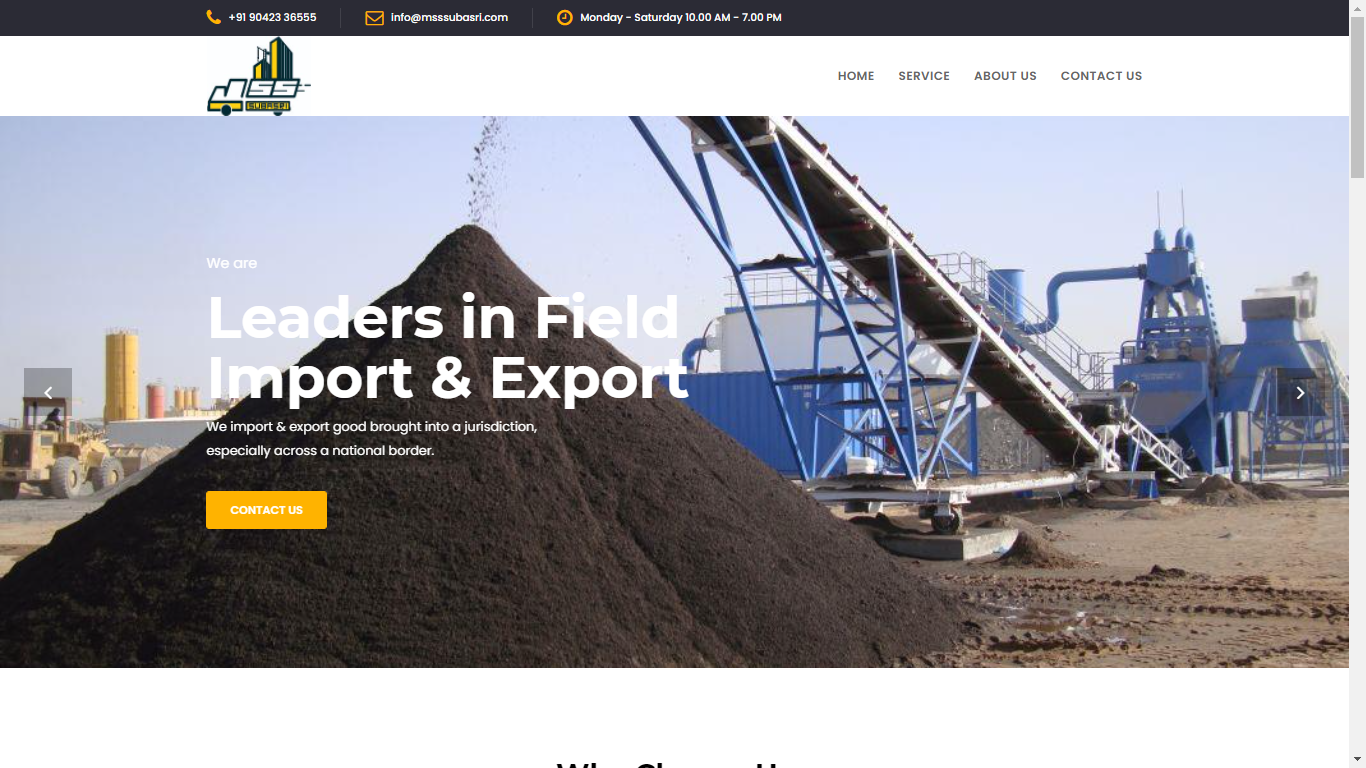 +91 90423 36555
info@msssubasri.com
Monday - Saturday 10.00 AM - 7.00 PM
SUBASRI
HOME
SERVICE
ABOUT US
CONTACT US
We are
Leaders in Field
Import & Export
We import & export good brought into a jurisdiction,
especially across a national border.
CONTACT US